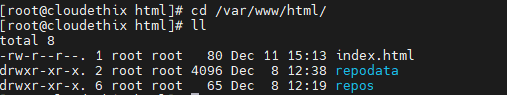 [root@cloudethix html]# cd /var/www/html/
[root@cloudethix html]# ll
total 8
-rw-r--r--. 1 root root   80 Dec 11 15:13 index.html
drwxr-xr-x. 2 root root 4096 Dec  8 12:38 repodata
drwxr-xr-x. 6 root root   65 Dec  8 12:19 repos